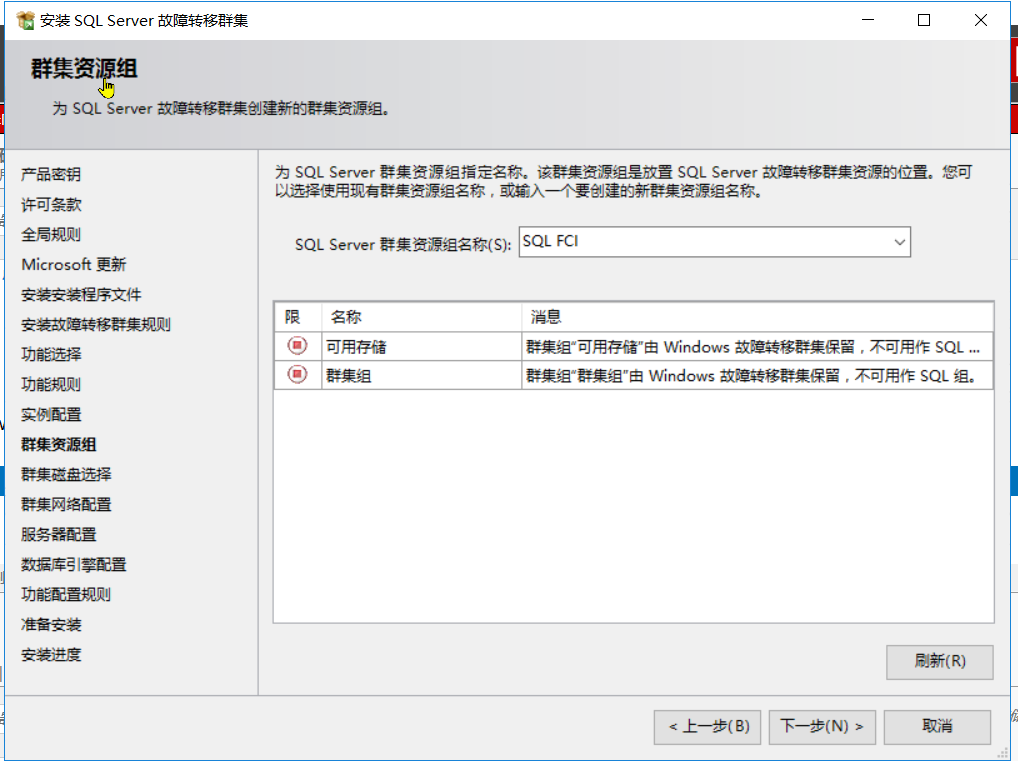 安装 SQL Server 故障转移群集
群集资源组
为 SQL Server 故障转移群集创建新的群集资源组。
产品密钥
许可条款
全局规则
Microsoft 更新
安装安装程序文件
安装故障转移群集规则
功能选择
功能规则
实例配置
群集资源组
群集磁盘选择
群集网络配置
服务器配置
数据库引擎配置
功能配置规则
准备安装
安装进度
为 SQL Server 群集资源组指定名称。该群集资源组是放置 SQL Server 故障转移群集资源的位置。您可
以选择使用现有群集资源组名称，或输入一个要创建的新群集资源组名称。
SQL Server 群集资源组名称(S): SQL FCI
限 名称 消息
可用存储 群集组“可用存储”由 Windows 故障转移群集保留，不可用作 SQL ...
群集组 群集组“群集组”由 Windows 故障转移群集保留，不可用作 SQL 组。
刷新(R)
< 上一步(B) 下一步(N) > 取消